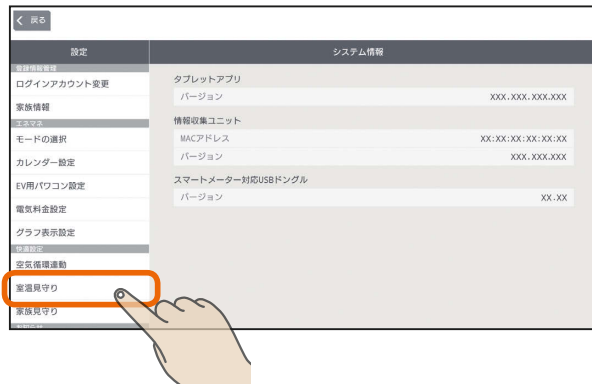 戻る
設定
システム情報
登録情報管理
ログインアカウント変更
家族情報
エネマネ
モードの選択
カレンダー設定
EV用パワコン設定
電気料金設定
グラフ表示設定
快適設定
空気循環連動
室温見守り
家族見守り
お知らせ
タブレットアプリ
バージョン XXX.XXX.XXX.XXX
情報収集ユニット
MACアドレス XX:XX:XX:XX:XX:XX
バージョン XXX.XXX.XXX
スマートメーター対応USBドングル
バージョン XX.XX